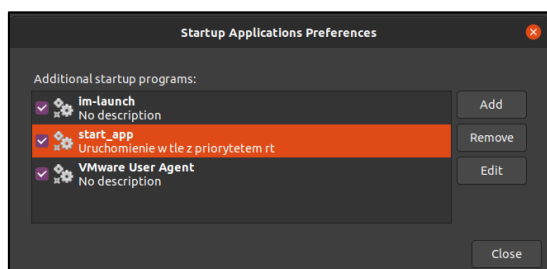 Startup Applications Preferences
Additional startup programs:
im-launch
No description
Add
start_app
Uruchomienie w tle z priorytetem rt
Remove
VMware User Agent
No description
Edit
Close